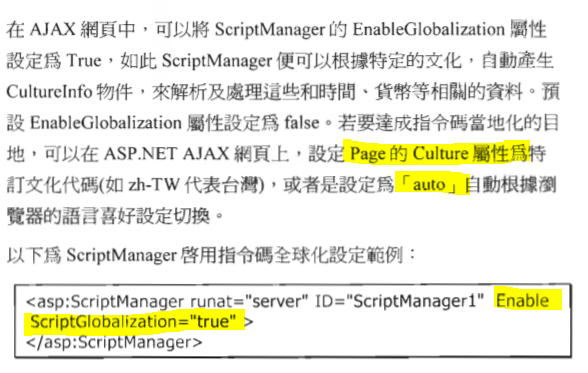 在 AJAX 網頁中，可以將 ScriptManager 的 EnableGlobalization 屬性
設定爲 True，如此 ScriptManager 便可以根據特定的文化，自動產生
CultureInfo 物件，來解析及處理這些和時間、貨幣等相關的資料。預
設 EnableGlobalization 屬性設定爲 false。若要達成指令碼當地化的目
地，可以在 ASP.NET AJAX 網頁上，設定 Page 的 Culture 屬性爲特
訂文化代碼(如 zh-TW 代表台灣)，或者是設定爲「auto」自動根據瀏
覽器的語言喜好設定切換。
以下爲 ScriptManager 啓用指令碼全球化設定範例：
<asp:ScriptManager runat="server" ID="ScriptManager1" Enable
ScriptGlobalization="true" >
</asp:ScriptManager>